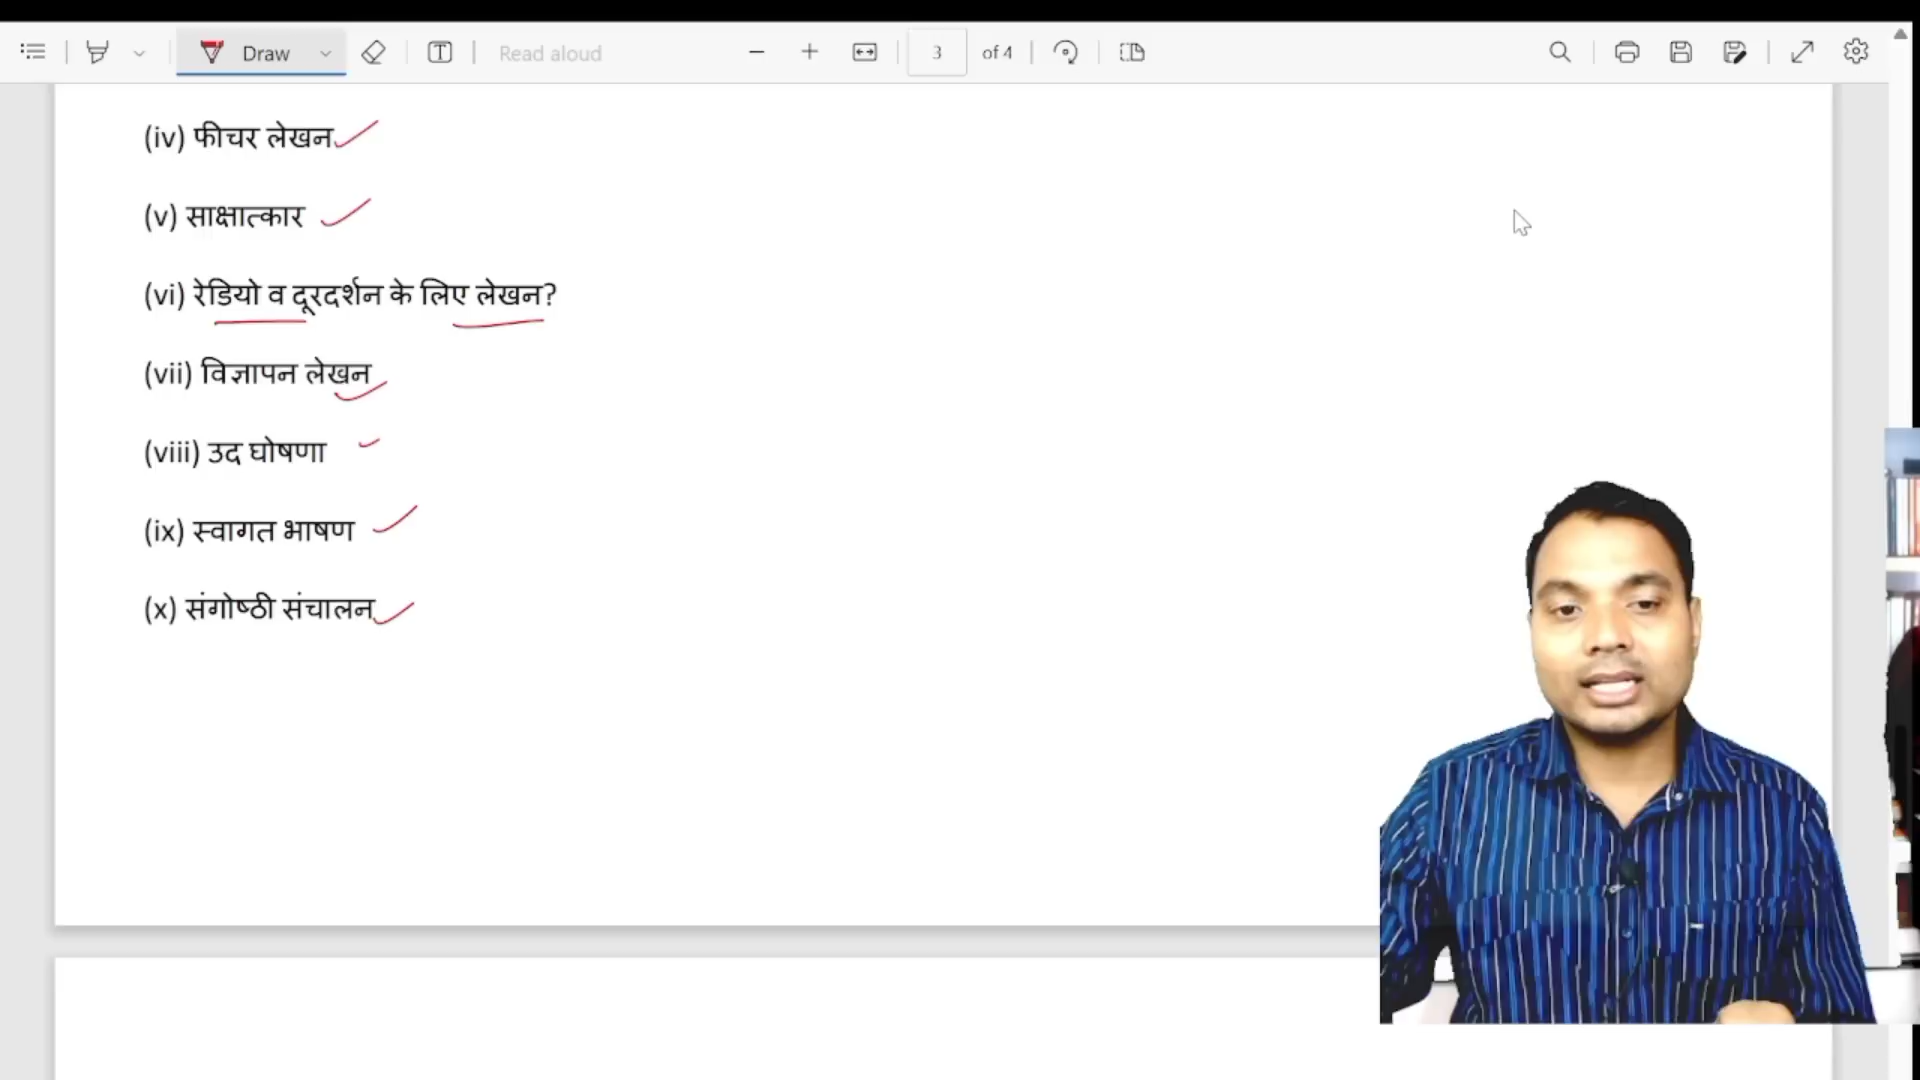 Draw
Read aloud
3 of 4
(iv) फीचर लेखन
(v) साक्षात्कार
(vi) रेडियो व दूरदर्शन के लिए लेखन?
(vii) विज्ञापन लेखन
(viii) उद घोषणा
(ix) स्वागत भाषण
(x) संगोष्ठी संचालन